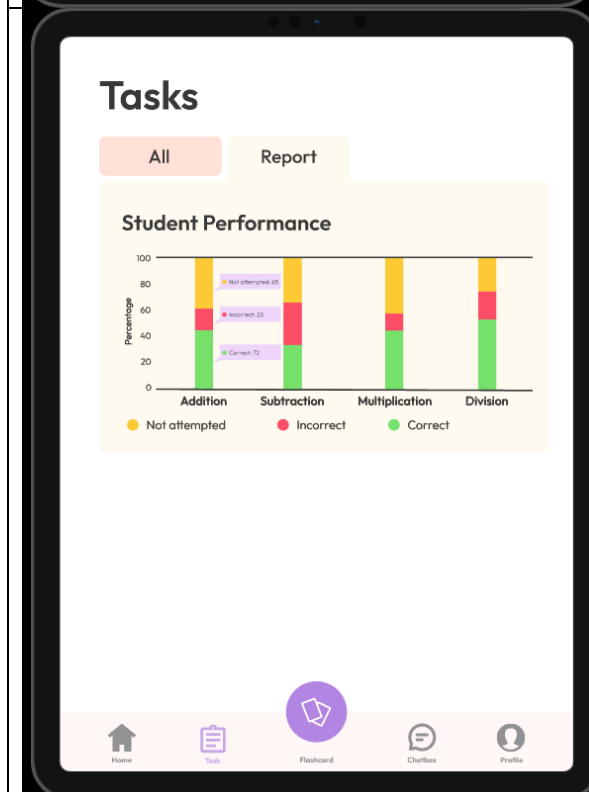 Tasks
All Report
Student Performance
100
80
60
40
20
0
Percentage
Not attempted: 65
Incorrect: 23
Correct: 72
Addition Subtraction Multiplication Division
Not attempted Incorrect Correct
Home Task Flashcard Chatbox Profile